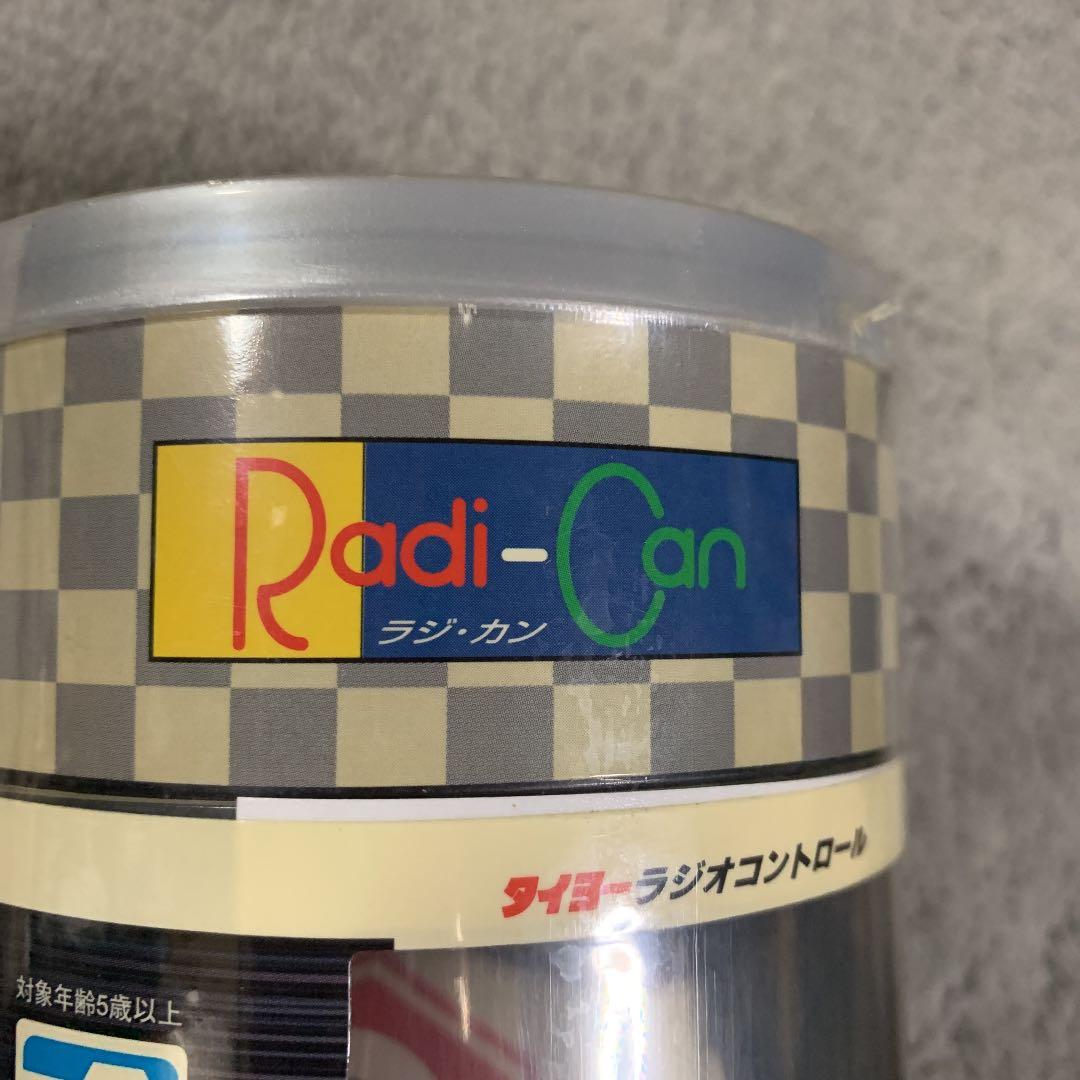 Radi-Can
ラジ・カン
タイヨーラジオコントロール
対象年齢5歳以上